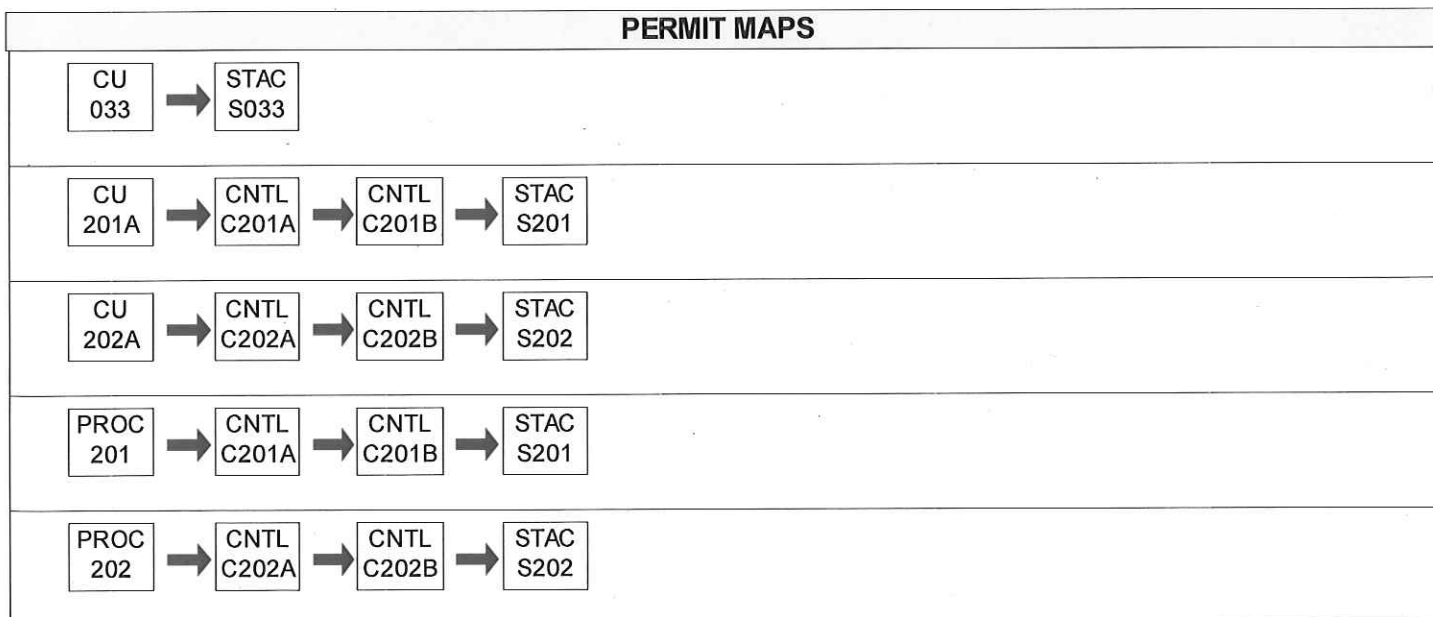 PERMIT MAPS
CU STAC
033 S033
CU CNTL CNTL STAC
201A C201A C201B S201
CU CNTL CNTL STAC
202A C202A C202B S202
PROC CNTL CNTL STAC
201 C201A C201B S201
PROC CNTL CNTL STAC
202 C202A C202B S202